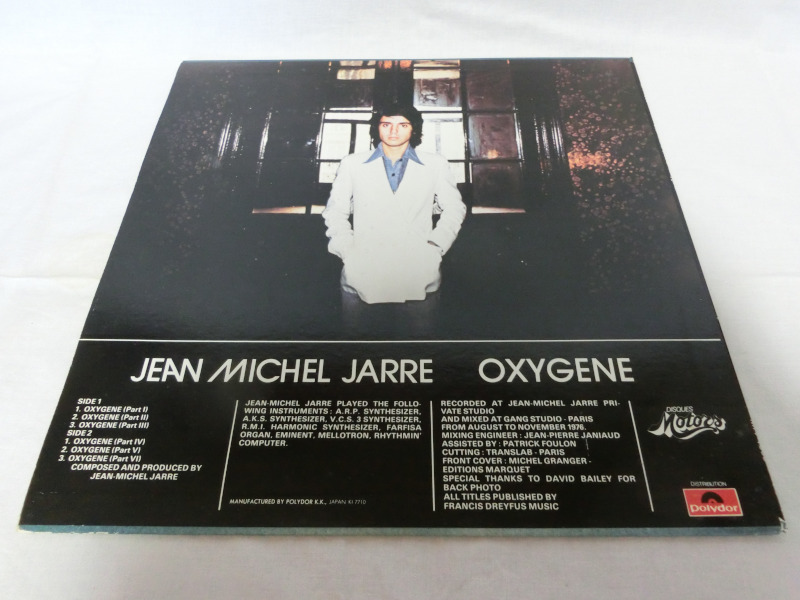 JEAN MICHEL JARRE OXYGENE
SIDE 1
1. OXYGENE (Part I)
2. OXYGENE (Part II)
3. OXYGENE (Part III)
SIDE 2
1. OXYGENE (Part IV)
2. OXYGENE (Part V)
3. OXYGENE (Part VI)
COMPOSED AND PRODUCED BY
JEAN-MICHEL JARRE
JEAN-MICHEL JARRE PLAYED THE FOLLO-
WING INSTRUMENTS : A.R.P. SYNTHESIZER,
A.K.S. SYNTHESIZER, V.C.S. 3 SYNTHESIZER,
R.M.I. HARMONIC SYNTHESIZER, FARFISA
ORGAN, EMINENT, MELLOTRON, RHYTHMIN'
COMPUTER.
MANUFACTURED BY POLYDOR K.K., JAPAN KI 7710
RECORDED AT JEAN-MICHEL JARRE PRI-
VATE STUDIO
AND MIXED AT GANG STUDIO - PARIS
FROM AUGUST TO NOVEMBER 1976.
MIXING ENGINEER : JEAN-PIERRE JANIAUD
ASSISTED BY : PATRICK FOULON
CUTTING : TRANSLAB - PARIS
FRONT COVER : MICHEL GRANGER -
EDITIONS MARQUET
SPECIAL THANKS TO DAVID BAILEY FOR
BACK PHOTO
ALL TITLES PUBLISHED BY
FRANCIS DREYFUS MUSIC
DISQUES
Motors
DISTRIBUTION
Polydor